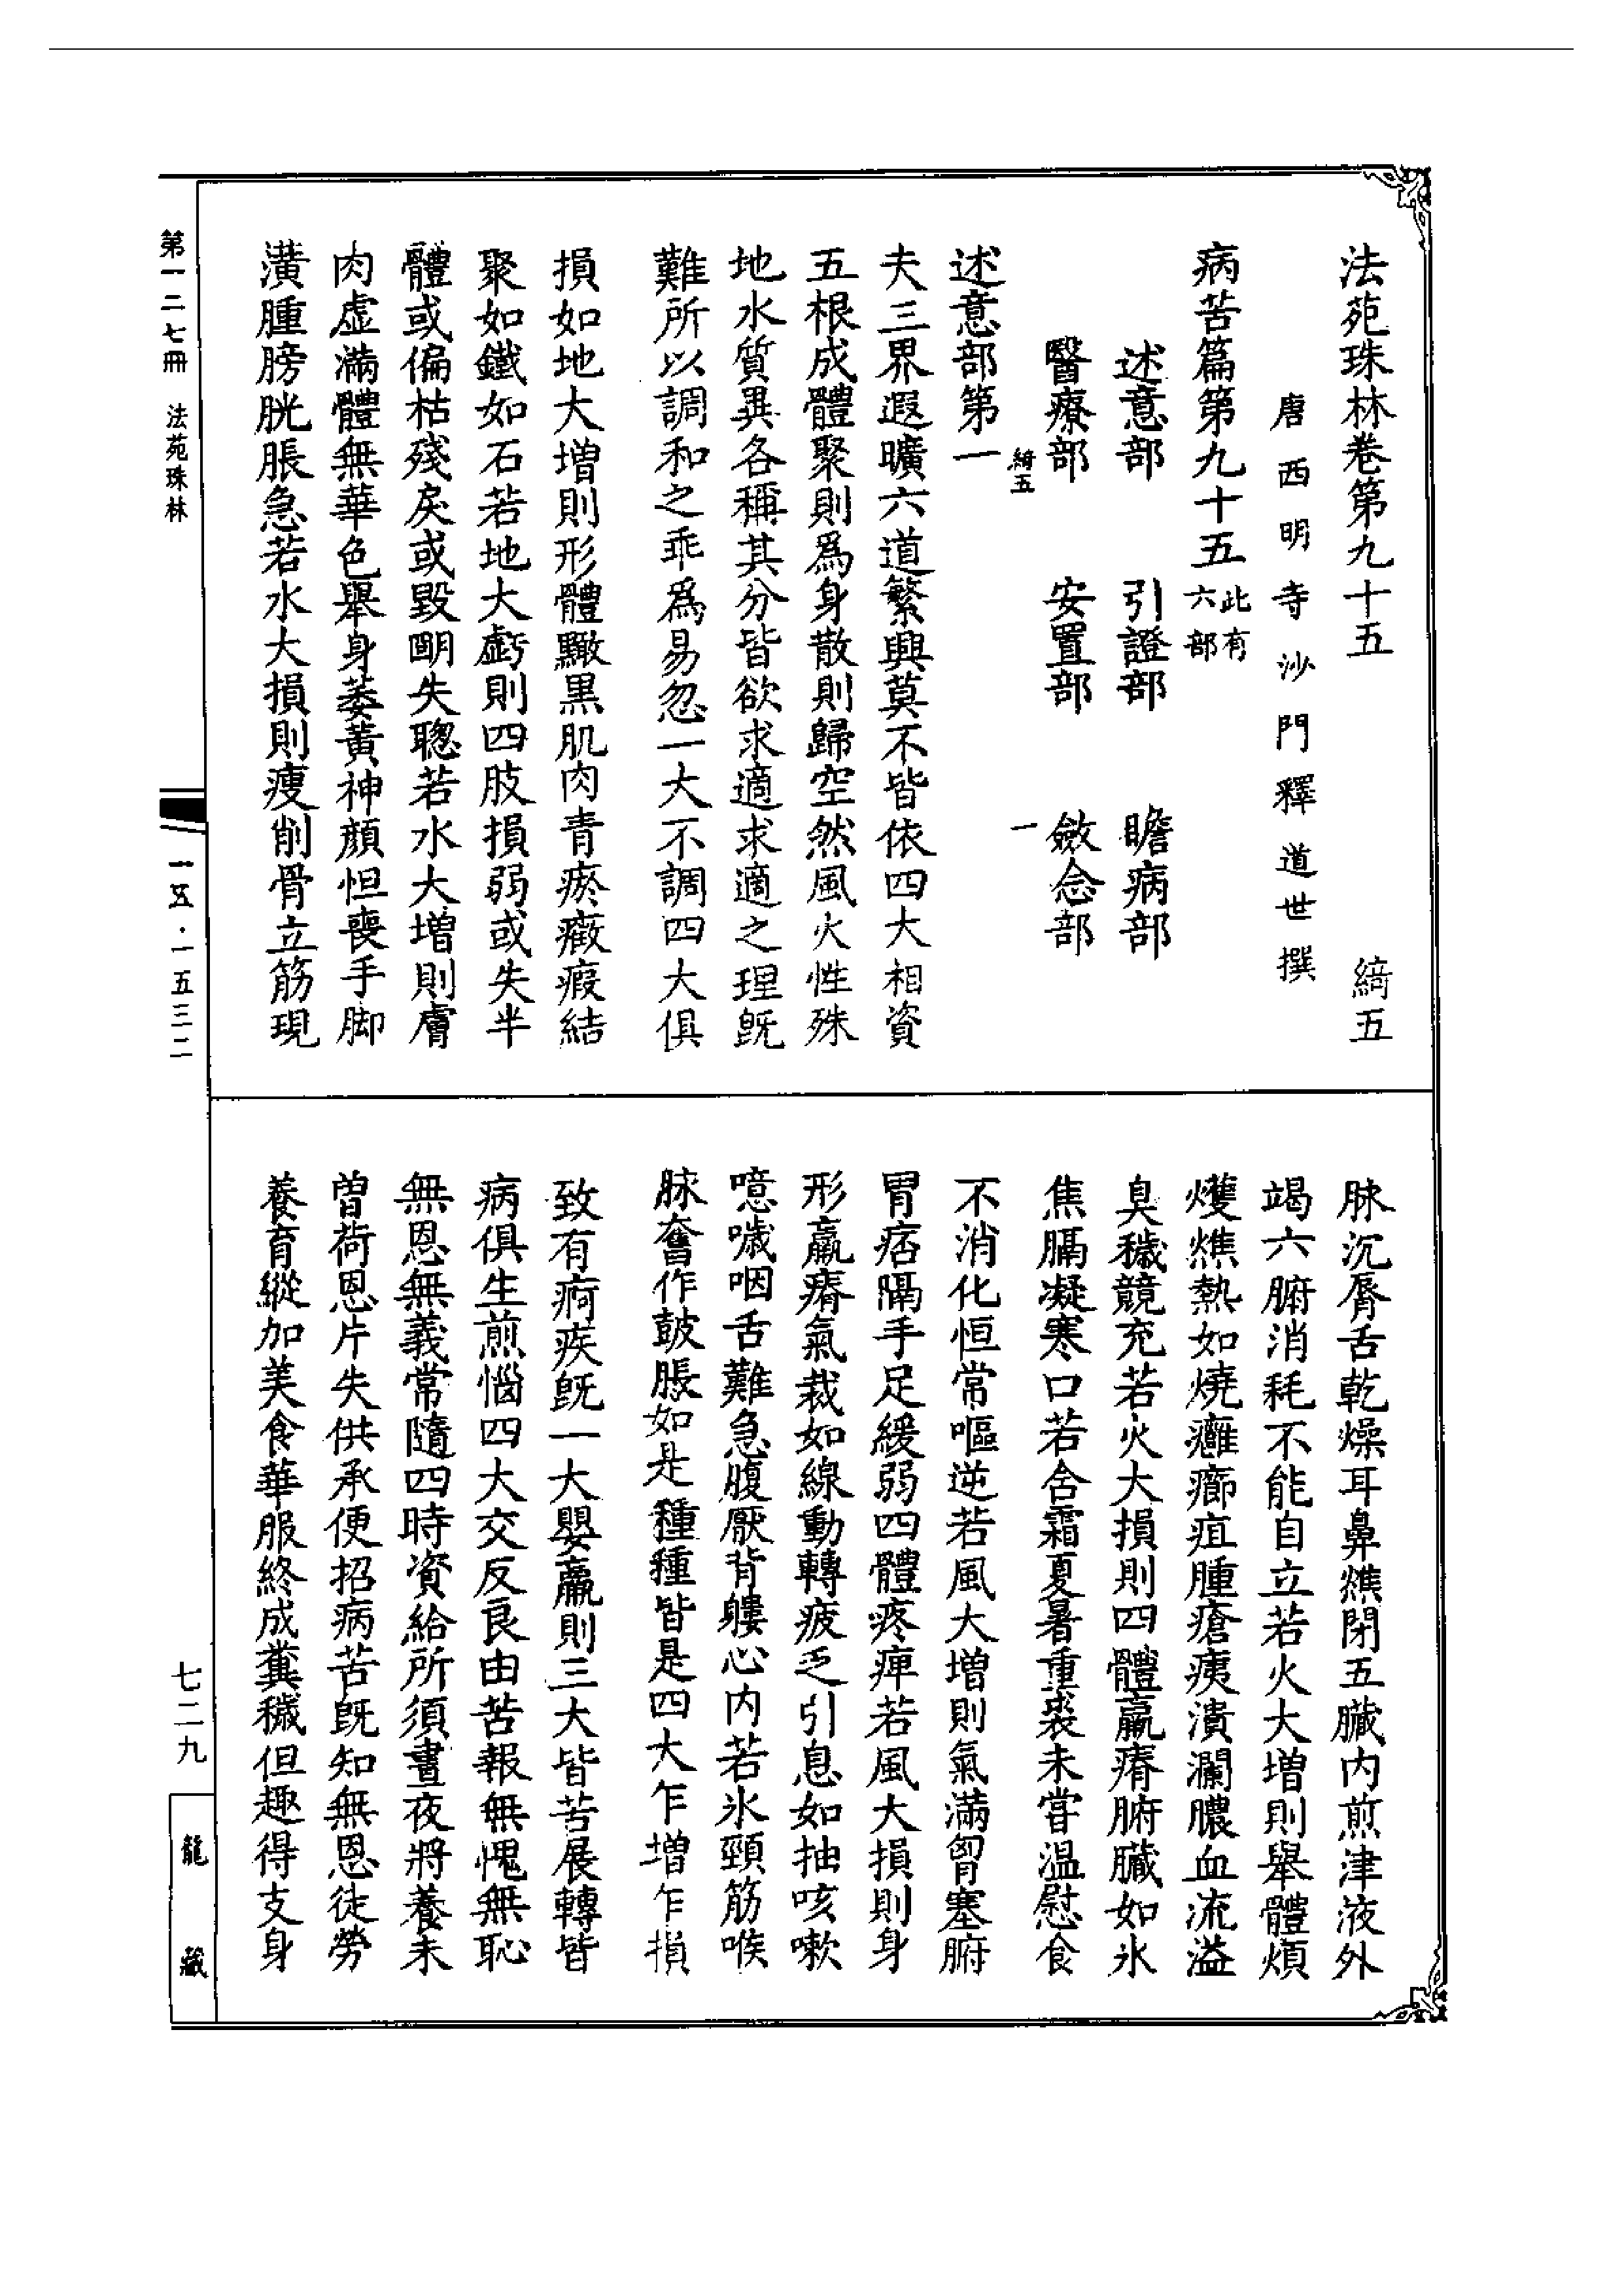 法苑珠林卷第九十五　綺五
唐西明寺沙門釋道世撰
病苦篇第九十五此有六部
述意部　引證部　瞻病部
醫療部　安置部　斂念部
綺五　一
述意部第一
夫三界遐曠六道繁興莫不皆依四大相資
五根成體聚則爲身散則歸空然風火性殊
地水質異各稱其分皆欲求適求適之理旣
難所以調和之乖爲易忽一大不調四大俱
損如地大增則形體黮黑肌肉青瘀癥瘕結
聚如鐵如石若地大虧則四肢損弱或失半
體或偏枯殘戾或毀明失聰若水大增則膚
肉虛滿體無華色舉身萎黃神顏怛喪手脚
潢腫膀胱脹急若水大損則瘦削骨立筋現
脉沉脣舌乾燥耳鼻燋閉五臟內煎津液外
竭六腑消耗不能自立若火大增則舉體煩
爊燋熱如燒癰癤疽腫瘡痍潰瀾膿血流溢
臭穢競充若火大損則四體羸瘠腑臟如氷
焦膈凝寒口若含霜夏暑重裘未嘗温慰食
不消化恒常嘔逆若風大增則氣滿胷塞腑
胃痞隔手足緩弱四體疼痺若風大損則身
形羸瘠氣裁如線動轉疲乏引息如抽咳嗽
噫噦咽舌難急腹厭背軁心内若氷頸筋喉
脉奮作鼓脹如是種種皆是四大乍增乍損
致有痾疾旣一大嬰羸則三大皆苦展轉皆
病俱生煎惱四大交反良由苦報無愧無恥
無恩無義常隨四時資給所須晝夜將養未
曾荷恩片失供承便招病苦旣知無恩徒勞
養育縱加美食華服終成糞穢但趣得支身
第一二七冊　法苑珠林
一五·一五三二
七二九
龍藏